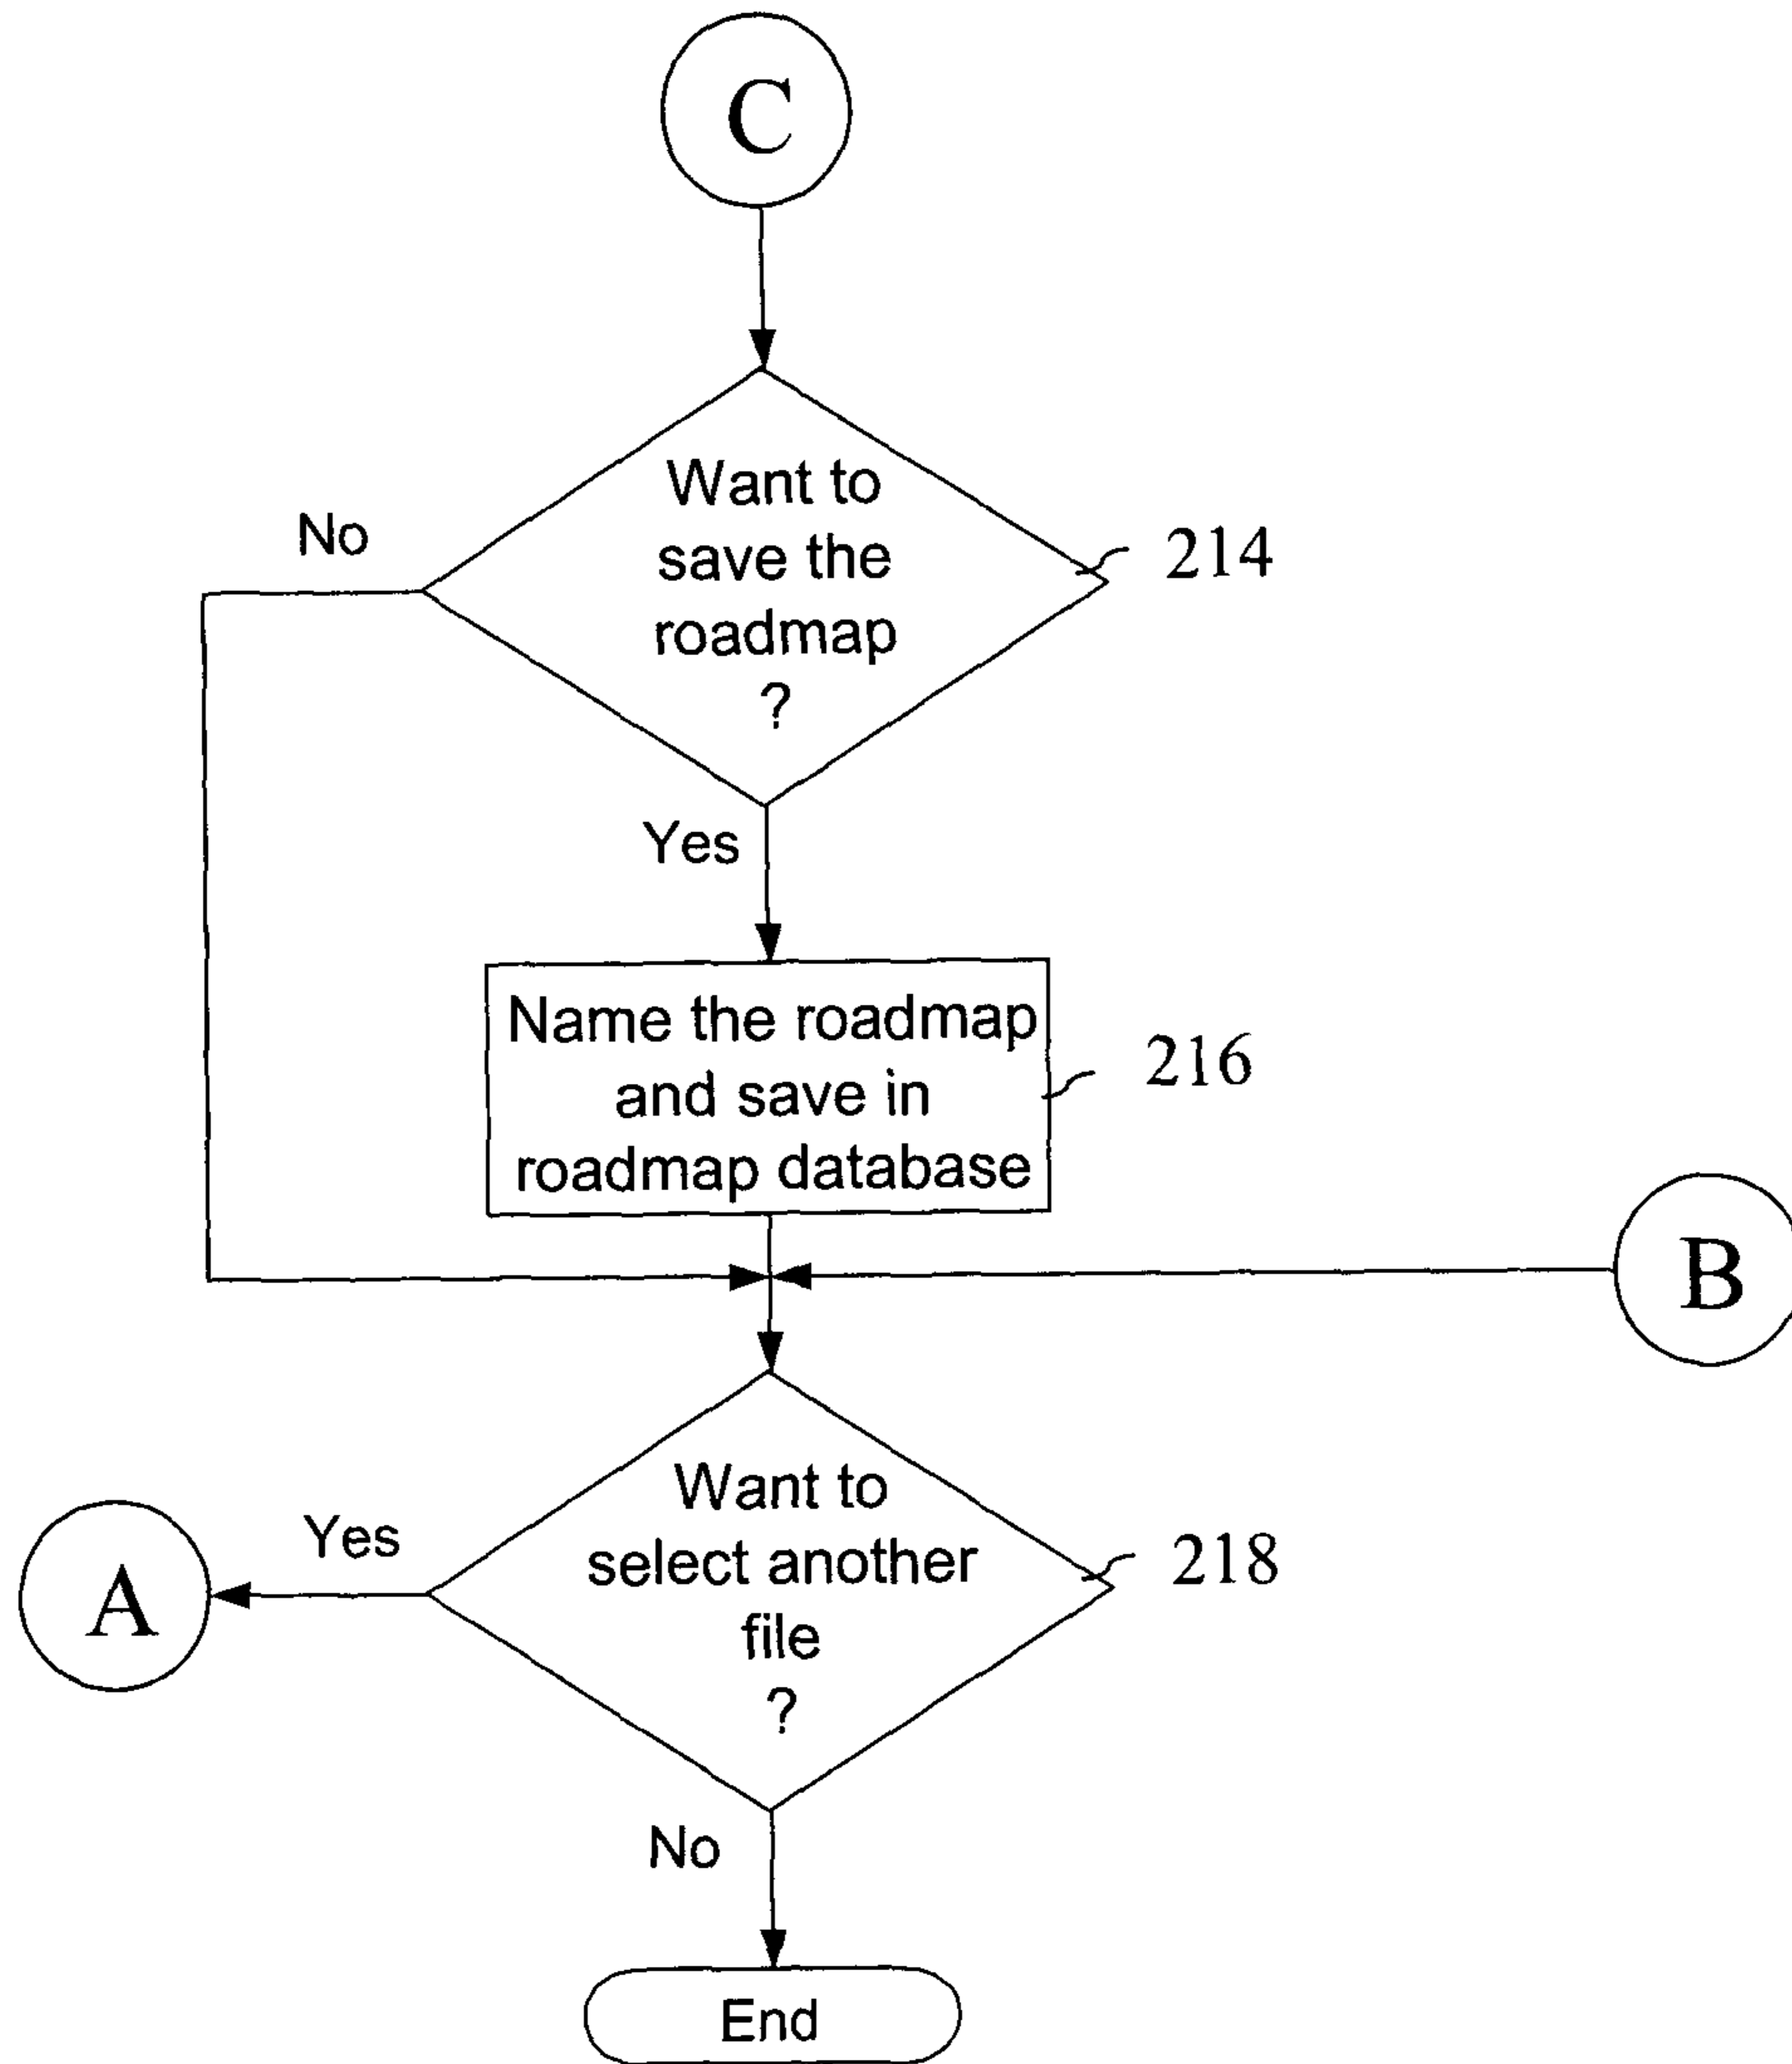 C
Want to
save the
roadmap
?
214
No
Yes
Name the roadmap
and save in
roadmap database
216
B
Want to
select another
file
?
218
Yes
A
No
End